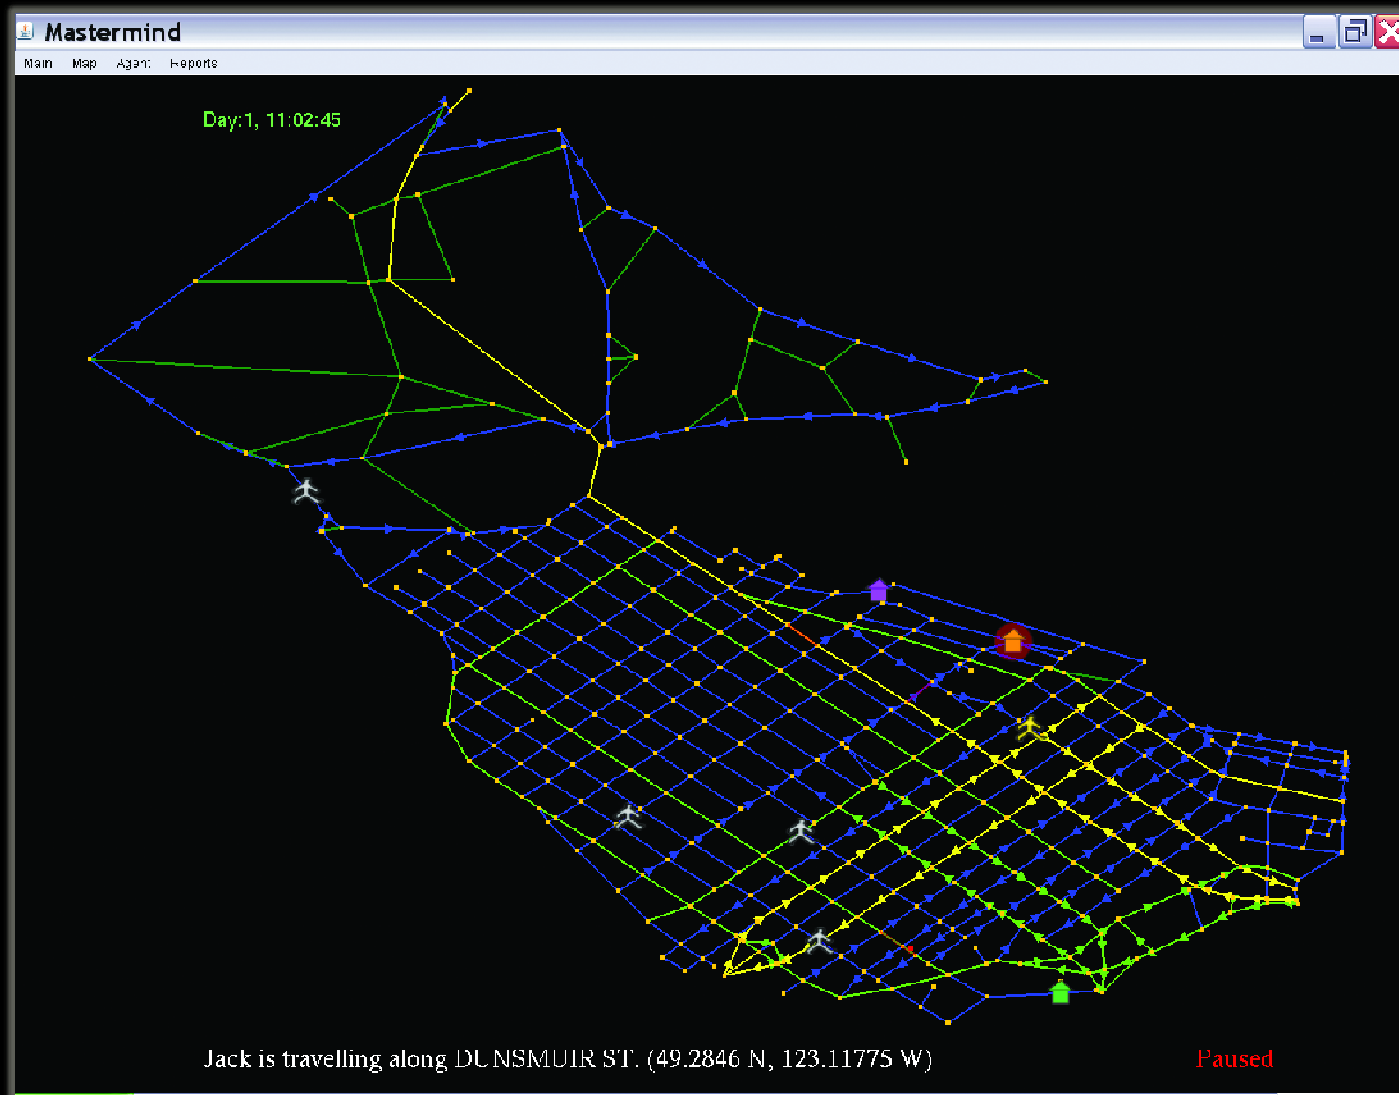 Mastermind
Main Map Agent Reports
Day:1, 11:02:45
Jack is travelling along DUNSMUIR ST. (49.2846 N, 123.11775 W)
Paused